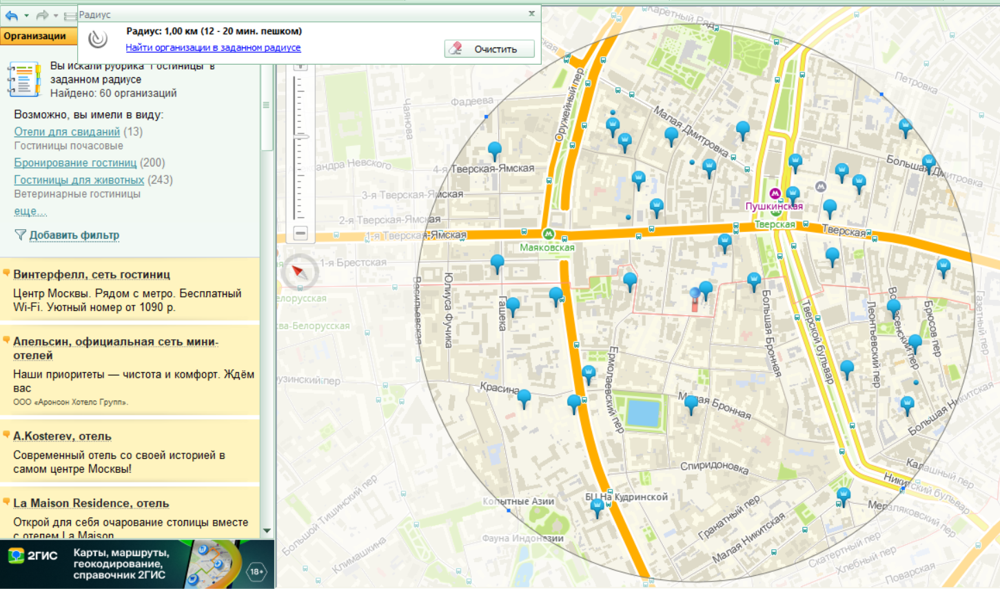 Радиус
Радиус: 1,00 км (12 - 20 мин. пешком)
Найти организации в заданном радиусе
Очистить
Организации
Вы искали рубрика "Гостиницы" в
заданном радиусе
Найдено: 60 организаций
Возможно, вы имели в виду:
Отели для свиданий (13)
Гостиницы почасовые
Бронирование гостиниц (200)
Гостиницы для животных (243)
Ветеринарные гостиницы
еще...
Добавить фильтр
Винтерфелл, сеть гостиниц
Центр Москвы. Рядом с метро. Бесплатный
Wi-Fi. Уютный номер от 1090 р.
Апельсин, официальная сеть мини-
отелей
Наши приоритеты — чистота и комфорт. Ждём
вас
ООО «Аронсон Хотелс Групп».
A.Kosterev, отель
Современный отель со своей историей в
самом центре Москвы!
La Maison Residence, отель
Открой для себя очарование столицы вместе
с отелем La Maison
2ГИС
Карты, маршруты,
геокодирование,
справочник 2ГИС
18+
Каретный Ряд
Петровка
Оружейный пер
Фадеева
Чаянова
Малая Дмитровка
андра Невского
4-я Тверская-Ямская
Большая Дмитровка
3-я Тверская-Ямская
Пушкинская
2-я Тверская-Ямская
Тверская
Тверская
1-я Тверская-Ямская
Маяковская
1-я Брестская
Васильевская
Юлиуса Фучика
Гашека
елорусская
ва-Белорусская
Большая Бронная
Тверской бульвар
Леонтьевский пер
Вознесенский пер
Брюсов пер
Газетный пер
Ермолаевский пер
рузинский пер
Красина
Малая Бронная
Большая Никитская
Спиридоновка
Калашный пер
Никитский бульвар
Большой Тишинский пер
Копытные Азии
БЦ На Кудринской
Гранатный пер
Мерзляковский пер
Фауна Индонезии
Малая Никитская
Климашкина
Скатертный пер
Хлебный пер
Поварская